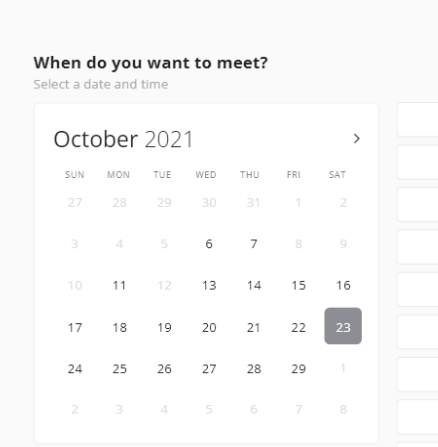 When do you want to meet?
Select a date and time
October 2021 >
SUN MON TUE WED THU FRI SAT
27 28 29 30 31 1 2
3 4 5 6 7 8 9
10 11 12 13 14 15 16
17 18 19 20 21 22 23
24 25 26 27 28 29 1
2 3 4 5 6 7 8